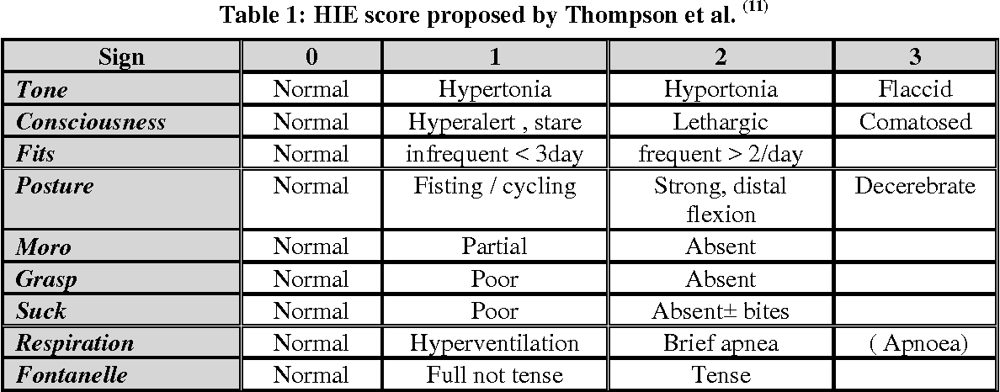 Table 1: HIE score proposed by Thompson et al. (11)
Sign 0 1 2 3
Tone Normal Hypertonia Hyportonia Flaccid
Consciousness Normal Hyperalert , stare Lethargic Comatosed
Fits Normal infrequent < 3day frequent > 2/day
Posture Normal Fisting / cycling Strong, distal Decerebrate
flexion
Moro Normal Partial Absent
Grasp Normal Poor Absent
Suck Normal Poor Absent± bites
Respiration Normal Hyperventilation Brief apnea ( Apnoea)
Fontanelle Normal Full not tense Tense